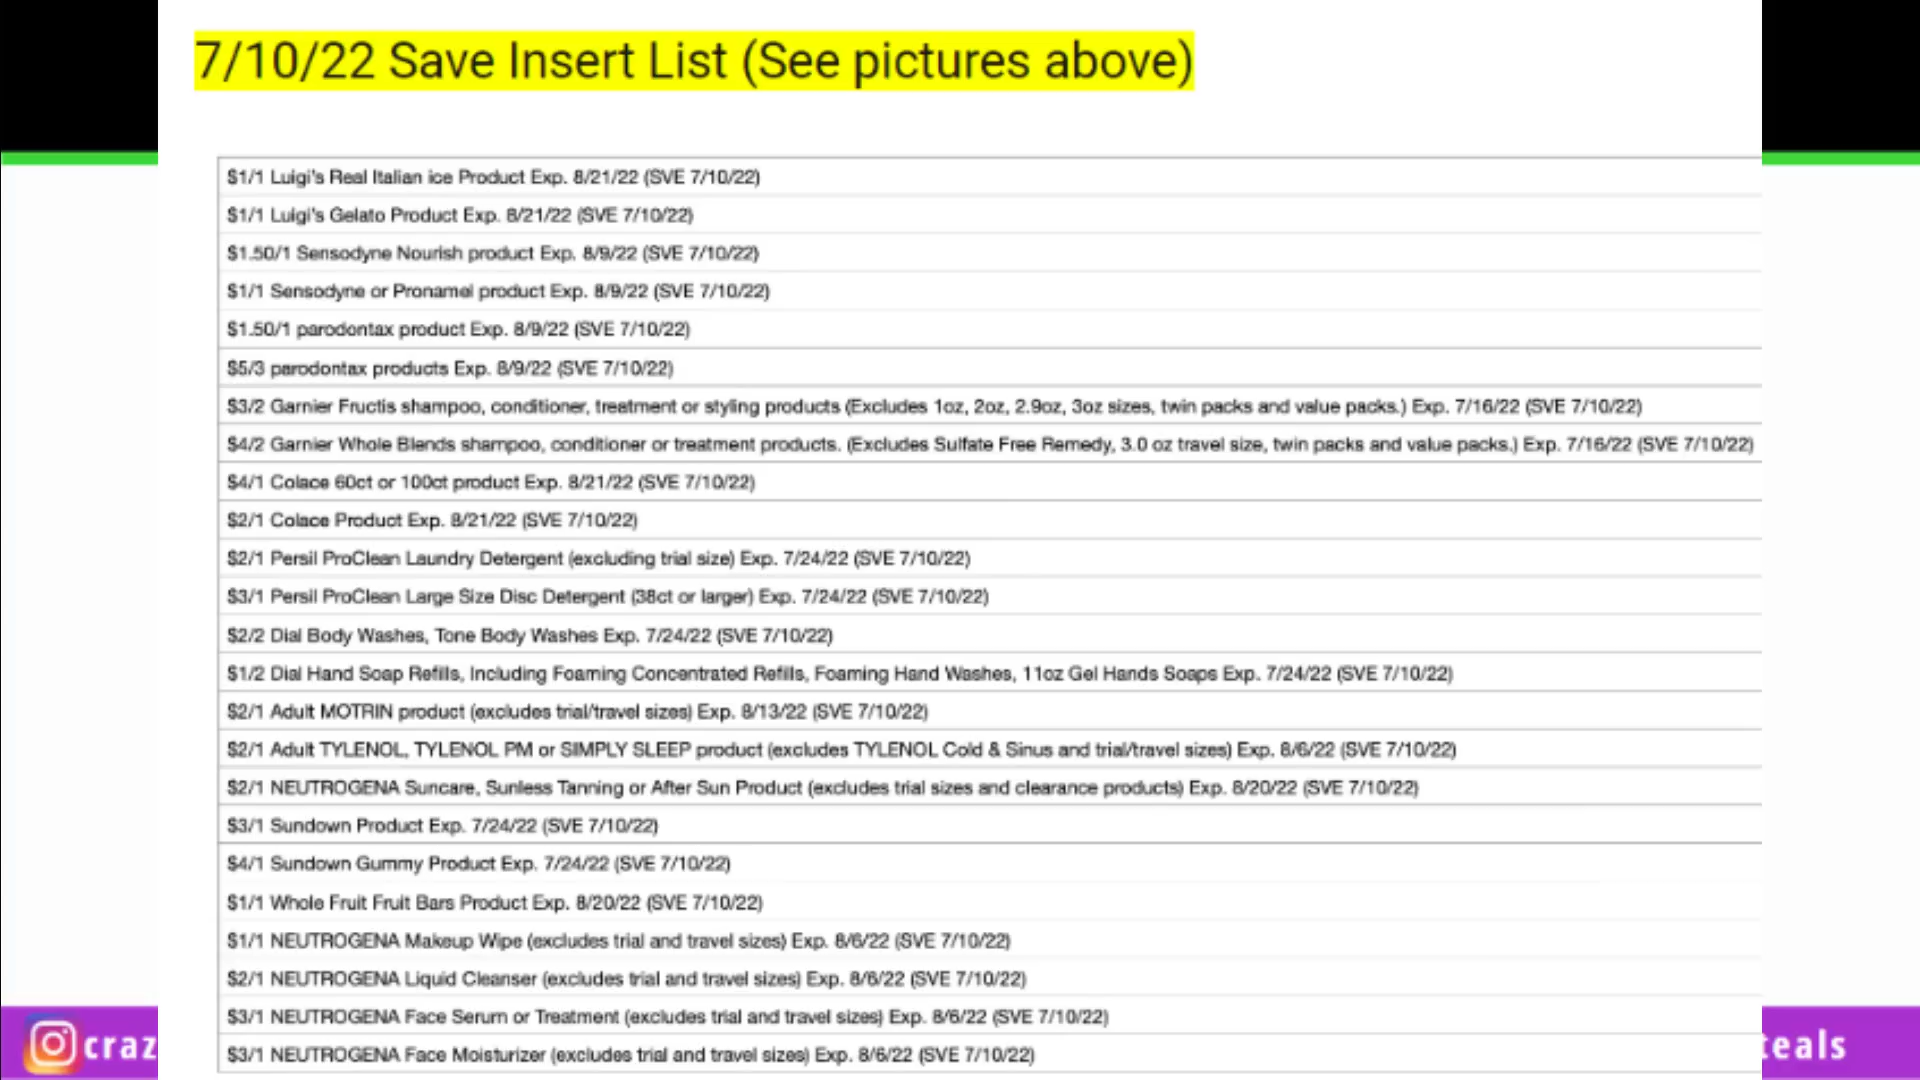 7/10/22 Save Insert List (See pictures above)
$1/1 Luigi's Real Italian ice Product Exp. 8/21/22 (SVE 7/10/22)
$1/1 Luigi's Gelato Product Exp. 8/21/22 (SVE 7/10/22)
$1.50/1 Sensodyne Nourish product Exp. 8/9/22 (SVE 7/10/22)
$1/1 Sensodyne or Pronamel product Exp. 8/9/22 (SVE 7/10/22)
$1.50/1 parodontax product Exp. 8/9/22 (SVE 7/10/22)
$5/3 parodontax products Exp. 8/9/22 (SVE 7/10/22)
$3/2 Garnier Fructis shampoo, conditioner, treatment or styling products (Excludes 1oz, 2oz, 2.9oz, 3oz sizes, twin packs and value packs.) Exp. 7/16/22 (SVE 7/10/22)
$4/2 Garnier Whole Blends shampoo, conditioner or treatment products. (Excludes Sulfate Free Remedy, 3.0 oz travel size, twin packs and value packs.) Exp. 7/16/22 (SVE 7/10/22)
$4/1 Colace 60ct or 100ct product Exp. 8/21/22 (SVE 7/10/22)
$2/1 Colace Product Exp. 8/21/22 (SVE 7/10/22)
$2/1 Persil ProClean Laundry Detergent (excluding trial size) Exp. 7/24/22 (SVE 7/10/22)
$3/1 Persil ProClean Large Size Disc Detergent (38ct or larger) Exp. 7/24/22 (SVE 7/10/22)
$2/2 Dial Body Washes, Tone Body Washes Exp. 7/24/22 (SVE 7/10/22)
$1/2 Dial Hand Soap Refills, Including Foaming Concentrated Refills, Foaming Hand Washes, 11oz Gel Hands Soaps Exp. 7/24/22 (SVE 7/10/22)
$2/1 Adult MOTRIN product (excludes trial/travel sizes) Exp. 8/13/22 (SVE 7/10/22)
$2/1 Adult TYLENOL, TYLENOL PM or SIMPLY SLEEP product (excludes TYLENOL Cold & Sinus and trial/travel sizes) Exp. 8/6/22 (SVE 7/10/22)
$2/1 NEUTROGENA Suncare, Sunless Tanning or After Sun Product (excludes trial sizes and clearance products) Exp. 8/20/22 (SVE 7/10/22)
$3/1 Sundown Product Exp. 7/24/22 (SVE 7/10/22)
$4/1 Sundown Gummy Product Exp. 7/24/22 (SVE 7/10/22)
$1/1 Whole Fruit Fruit Bars Product Exp. 8/20/22 (SVE 7/10/22)
$1/1 NEUTROGENA Makeup Wipe (excludes trial and travel sizes) Exp. 8/6/22 (SVE 7/10/22)
$2/1 NEUTROGENA Liquid Cleanser (excludes trial and travel sizes) Exp. 8/6/22 (SVE 7/10/22)
$3/1 NEUTROGENA Face Serum or Treatment (excludes trial and travel sizes) Exp. 8/6/22 (SVE 7/10/22)
$3/1 NEUTROGENA Face Moisturizer (excludes trial and travel sizes) Exp. 8/6/22 (SVE 7/10/22)
craz
teals